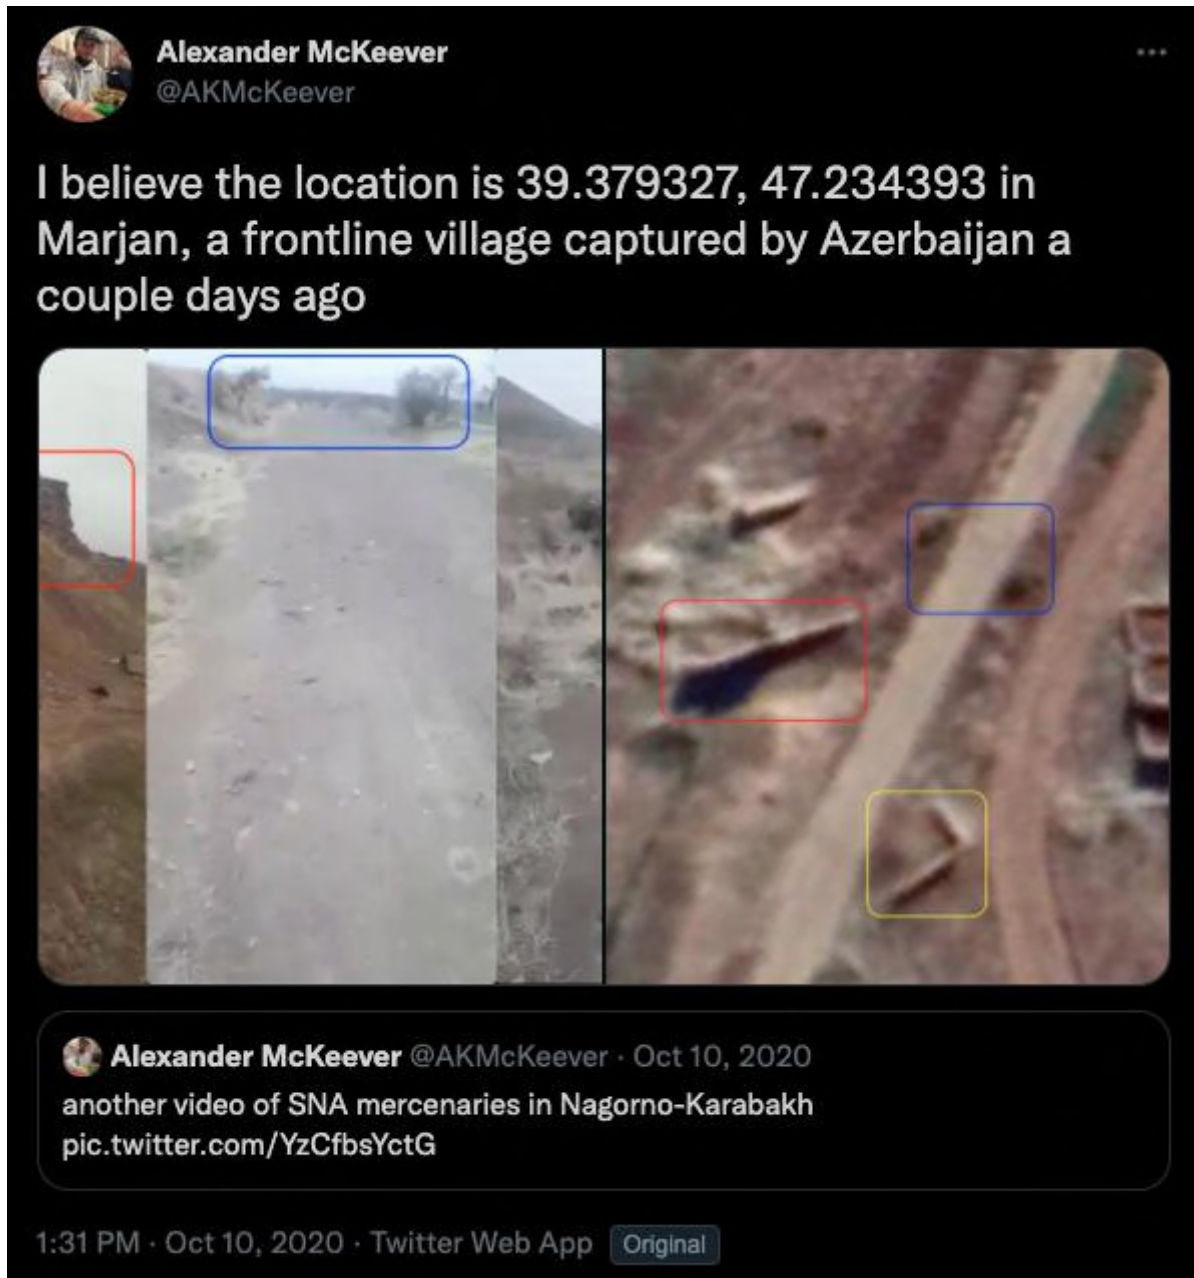 Alexander McKeever
@AKMcKeever
I believe the location is 39.379327, 47.234393 in
Marjan, a frontline village captured by Azerbaijan a
couple days ago
Alexander McKeever @AKMcKeever · Oct 10, 2020
another video of SNA mercenaries in Nagorno-Karabakh
pic.twitter.com/YzCfbsYctG
1:31 PM · Oct 10, 2020 · Twitter Web App Original